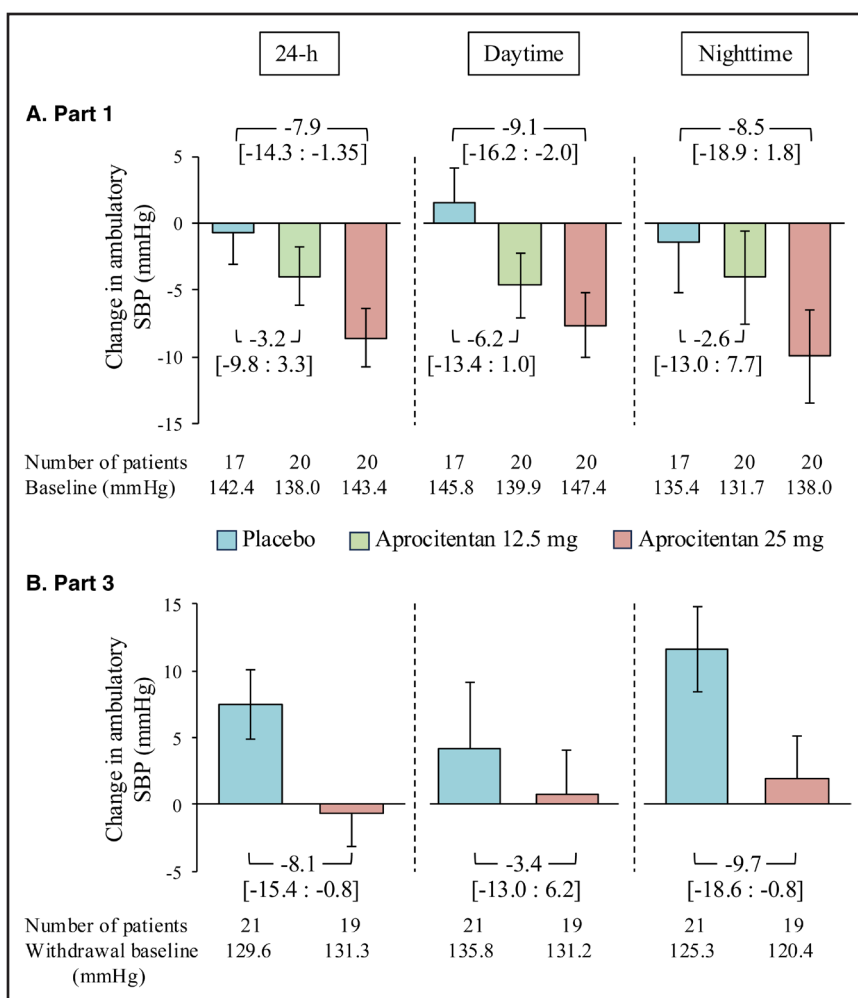 24-h Daytime Nighttime
A. Part 1
-7.9 -9.1 -8.5
[-14.3 : -1.35] [-16.2 : -2.0] [-18.9 : 1.8]
Change in ambulatory
SBP (mmHg)
5
0
-5
-10
-15
-3.2 -6.2 -2.6
[-9.8 : 3.3] [-13.4 : 1.0] [-13.0 : 7.7]
Number of patients 17 20 20 17 20 20 17 20 20
Baseline (mmHg) 142.4 138.0 143.4 145.8 139.9 147.4 135.4 131.7 138.0
Placebo Aprocitentan 12.5 mg Aprocitentan 25 mg
B. Part 3
Change in ambulatory
SBP (mmHg)
15
10
5
0
-5
-8.1 -3.4 -9.7
[-15.4 : -0.8] [-13.0 : 6.2] [-18.6 : -0.8]
Number of patients 21 19 21 19 21 19
Withdrawal baseline 129.6 131.3 135.8 131.2 125.3 120.4
(mmHg)